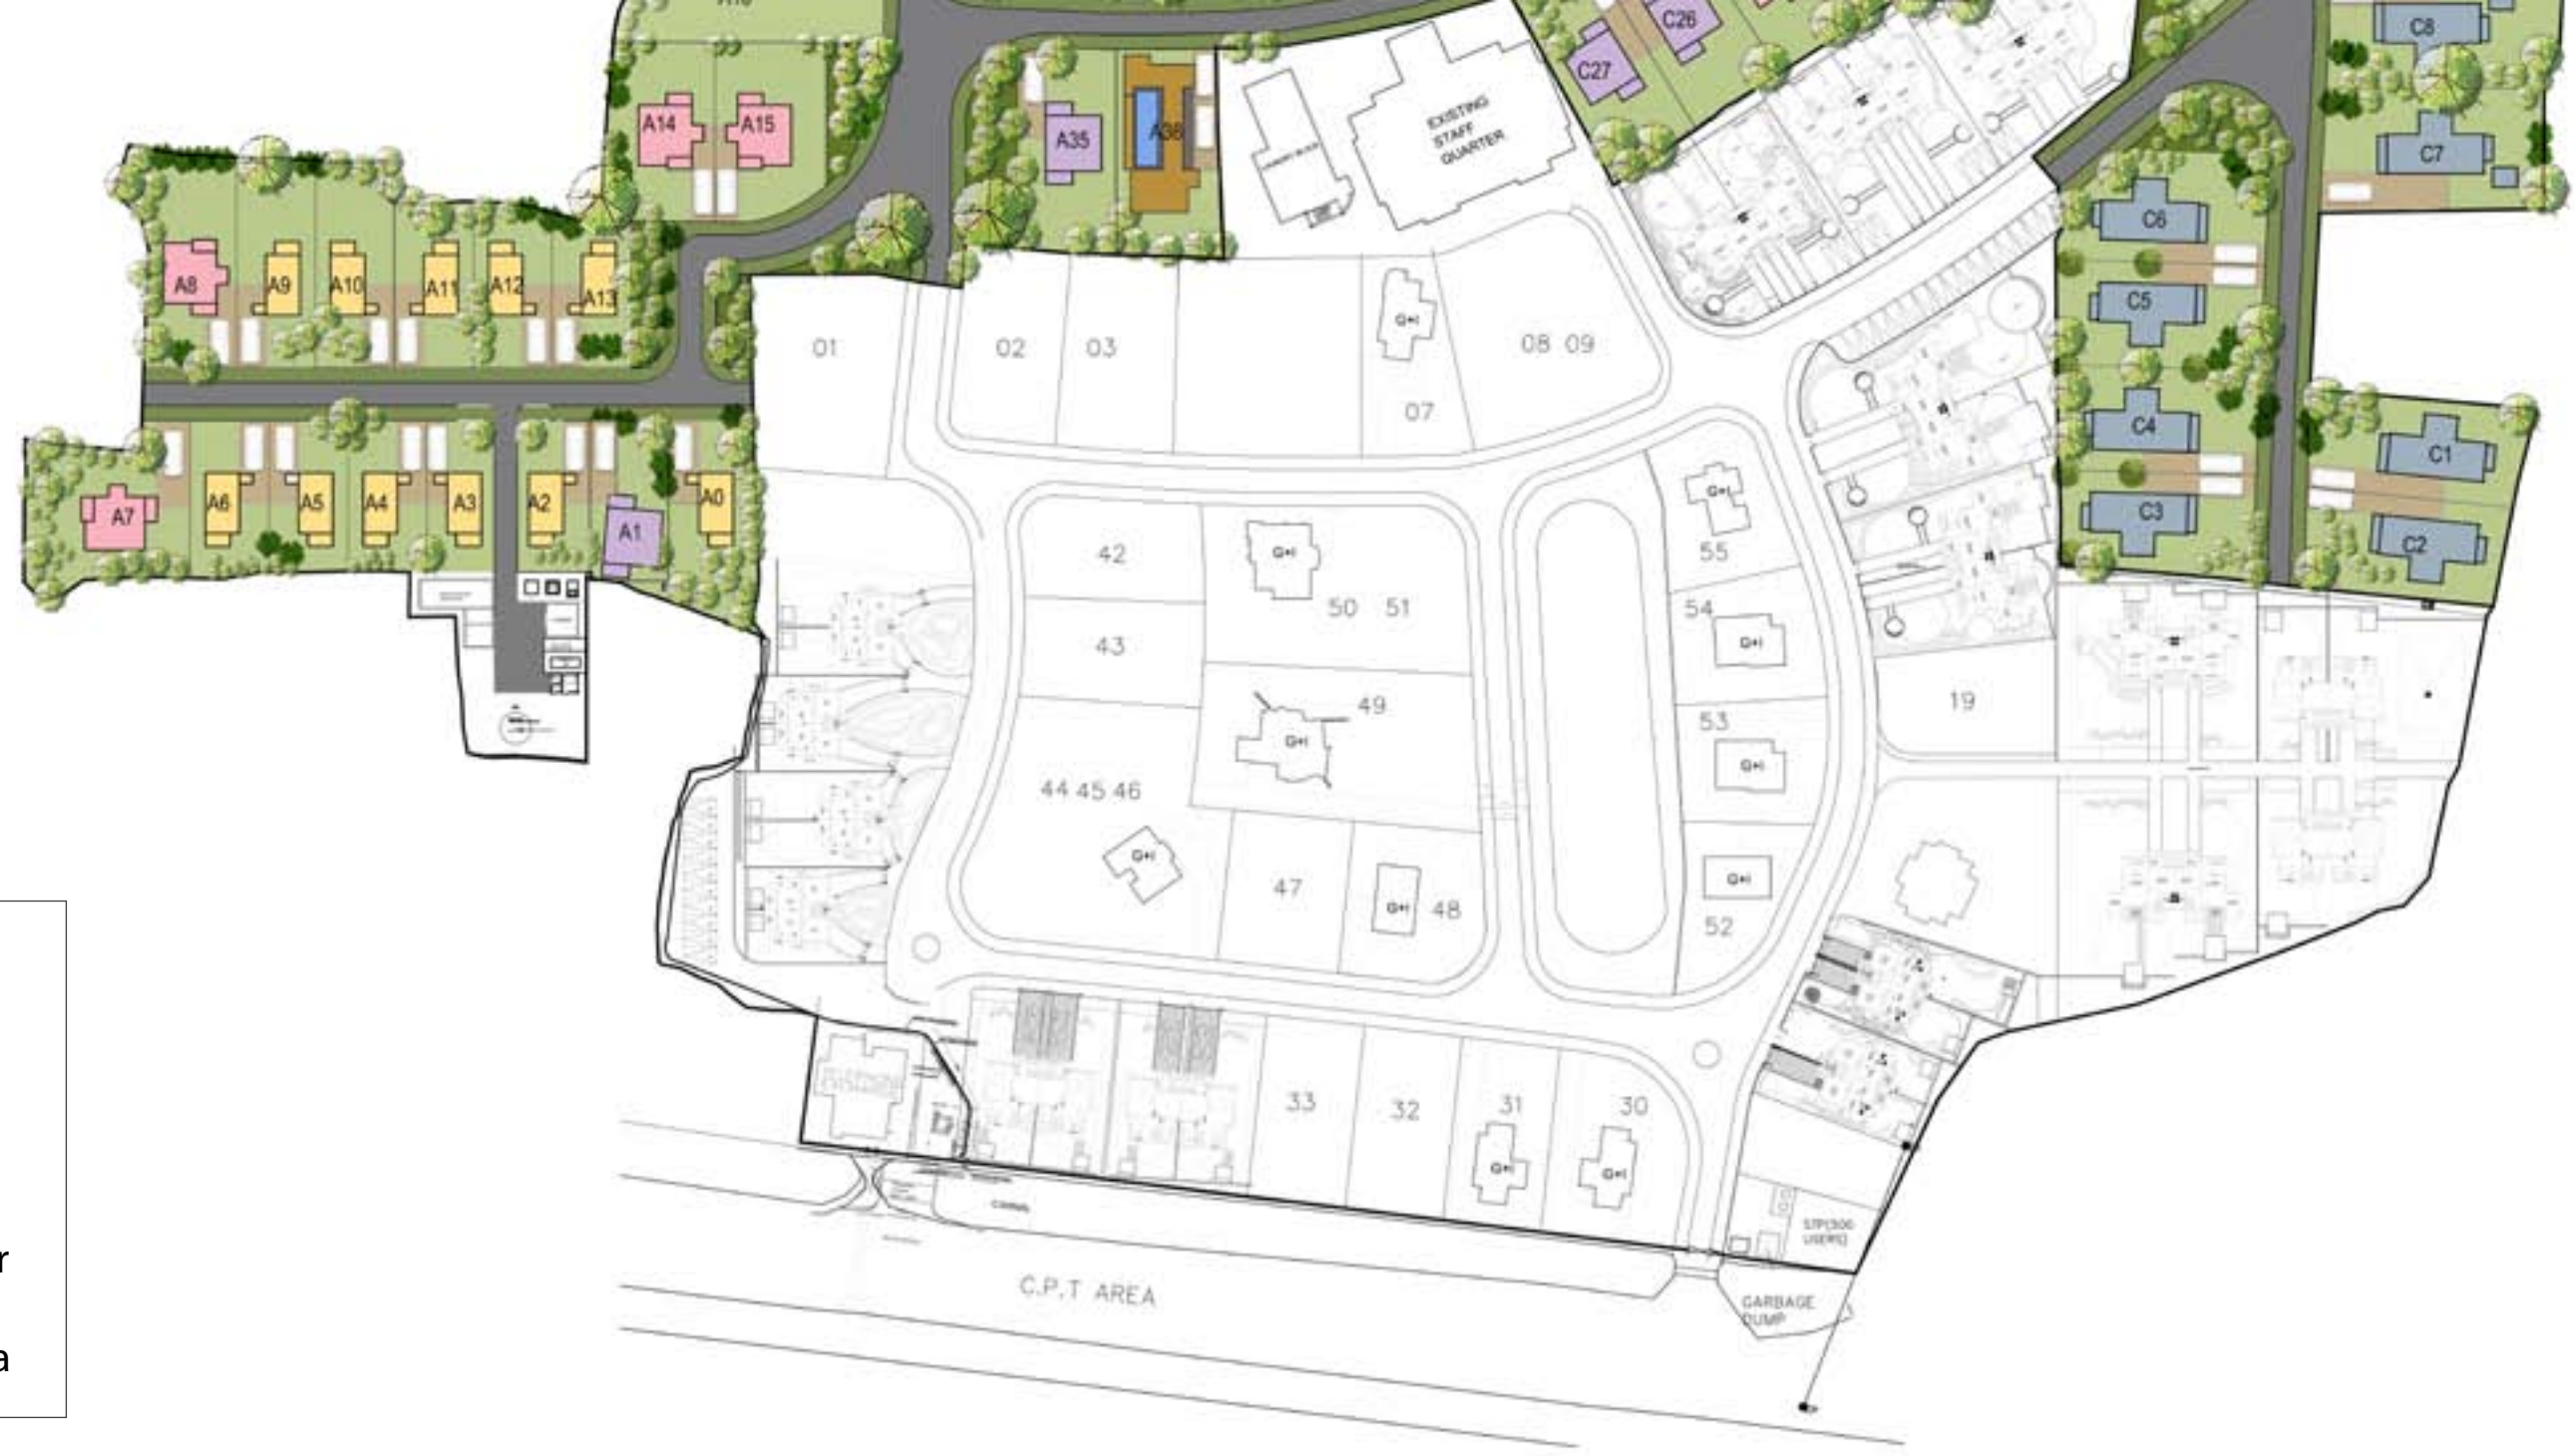 C26
C8
C27
EXISTING
STAFF
QUARTER
A14
A15
A35
A36
C7
C6
A8
A9
A10
A11
A12
A13
C5
01
02
03
G+I
07
08 09
C4
C1
A7
A6
A5
A4
A3
A2
A1
A0
C3
C2
42
G+I
50 51
G+I
55
43
54
G+I
49
G+I
19
53
G+I
44 45 46
G+I
47
G+I
48
G+I
52
33
32
31
G+I
30
G+I
STP(300
USERS)
C.P.T AREA
GARBAGE
DUMP
r
a